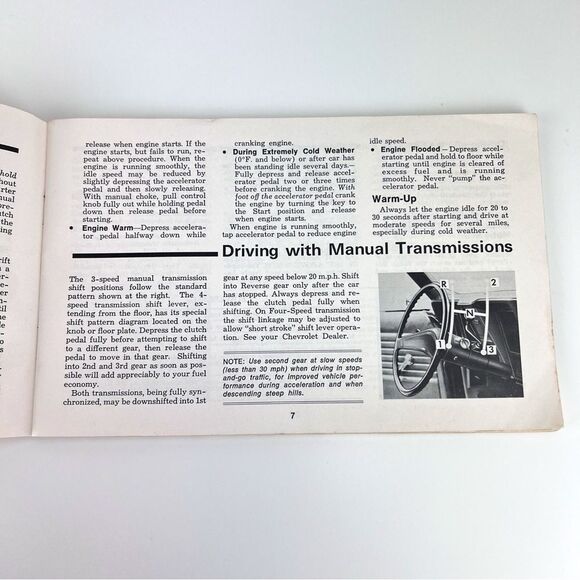 hold
hout
rter
nual
utch
the
ing
rift
n a
er-
til
ou
de
er
ng
release when engine starts. If the
engine starts, but fails to run, re-
peat above procedure. When the
engine is running smoothly, the
idle speed may be reduced by
slightly depressing the accelerator
pedal and then slowly releasing.
With manual choke, pull control
knob fully out while holding pedal
down then release pedal before
starting.
• Engine Warm—Depress accelera-
tor pedal halfway down while
cranking engine.
• During Extremely Cold Weather
(0°F. and below) or after car has
been standing idle several days.—
Fully depress and release accel-
erator pedal two or three times
before cranking the engine. With
foot off the accelerator pedal crank
the engine by turning the key to
the Start position and release
when engine starts.
When engine is running smoothly,
tap accelerator pedal to reduce engine
idle speed.
• Engine Flooded—Depress accel-
erator pedal and hold to floor while
starting until engine is cleared of
excess fuel and is running
smoothly. Never "pump" the ac-
celerator pedal.
Warm-Up
Always let the engine idle for 20 to
30 seconds after starting and drive at
moderate speeds for several miles,
especially during cold weather.
Driving with Manual Transmissions
The 3-speed manual transmission
shift positions follow the standard
pattern shown at the right. The 4-
speed transmission shift lever, ex-
tending from the floor, has its special
shift pattern diagram located on the
knob or floor plate. Depress the clutch
pedal fully before attempting to shift
to a different gear, then release the
pedal to move in that gear. Shifting
into 2nd and 3rd gear as soon as pos-
sible will add appreciably to your fuel
economy.
Both transmissions, being fully syn-
chronized, may be downshifted into 1st
gear at any speed below 20 m.p.h. Shift
into Reverse gear only after the car
has stopped. Always depress and re-
lease the clutch pedal fully when
shifting. On Four-Speed transmission
the shift linkage may be adjusted to
allow "short stroke" shift lever opera-
tion. See your Chevrolet Dealer.
NOTE: Use second gear at slow speeds
(less than 30 mph) when driving in stop-
and-go traffic, for improved vehicle per-
formance during acceleration and when
descending steep hills.
R
2
N
1
3
7